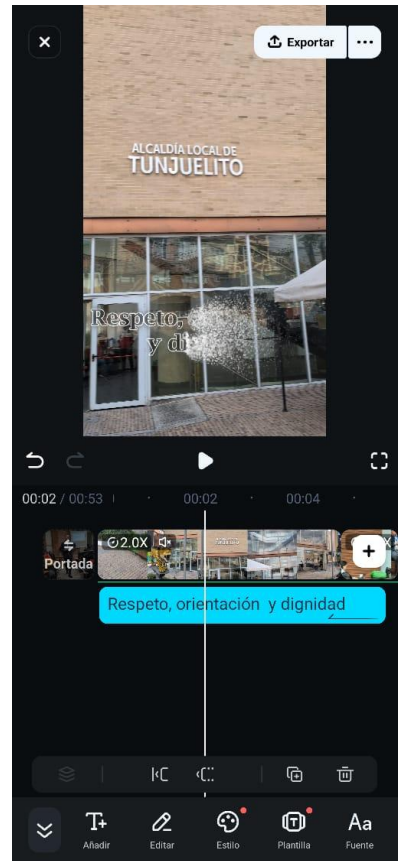 Exportar
ALCALDÍA LOCAL DE
TUNJUELITO
Respeto,
y di
00:02 / 00:53
00:02
00:04
Portada
2.0X
Respeto, orientación y dignidad
Añadir
Editar
Estilo
Plantilla
Aa
Fuente